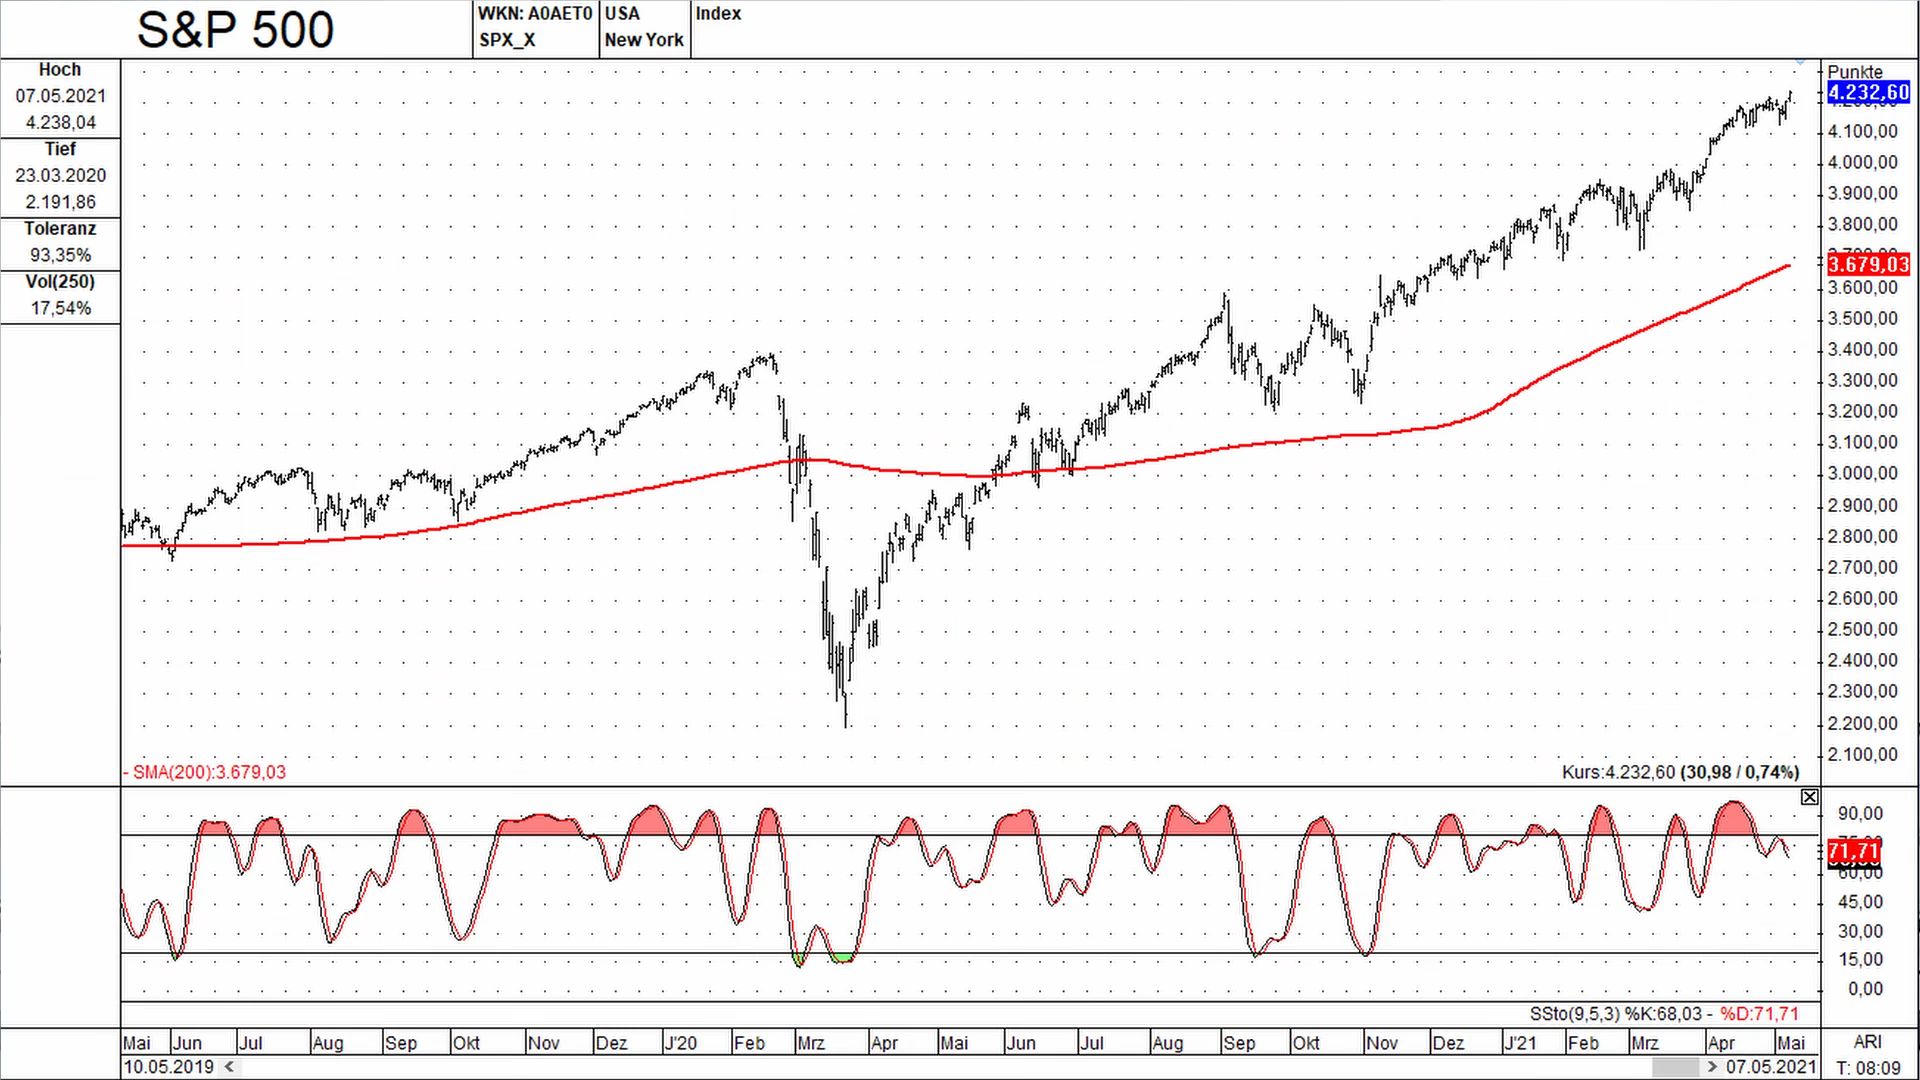 S&P 500
WKN: A0AET0
SPX_X
USA
New York
Index
Hoch
07.05.2021
4.238,04
Tief
23.03.2020
2.191,86
Toleranz
93,35%
Vol(250)
17,54%
Punkte
4.232,60
4.100,00
4.000,00
3.900,00
3.800,00
3.679,03
3.600,00
3.500,00
3.400,00
3.300,00
3.200,00
3.100,00
3.000,00
2.900,00
2.800,00
2.700,00
2.600,00
2.500,00
2.400,00
2.300,00
2.200,00
2.100,00
- SMA(200):3.679,03
Kurs:4.232,60 (30,98 / 0,74%)
90,00
71,71
60,00
45,00
30,00
15,00
0,00
SSto(9,5,3) %K:68,03 - %D:71,71
Mai Jun Jul Aug Sep Okt Nov Dez J'20 Feb Mrz Apr Mai Jun Jul Aug Sep Okt Nov Dez J'21 Feb Mrz Apr Mai
ARI
10.05.2019 <
> 07.05.2021
T: 08:09